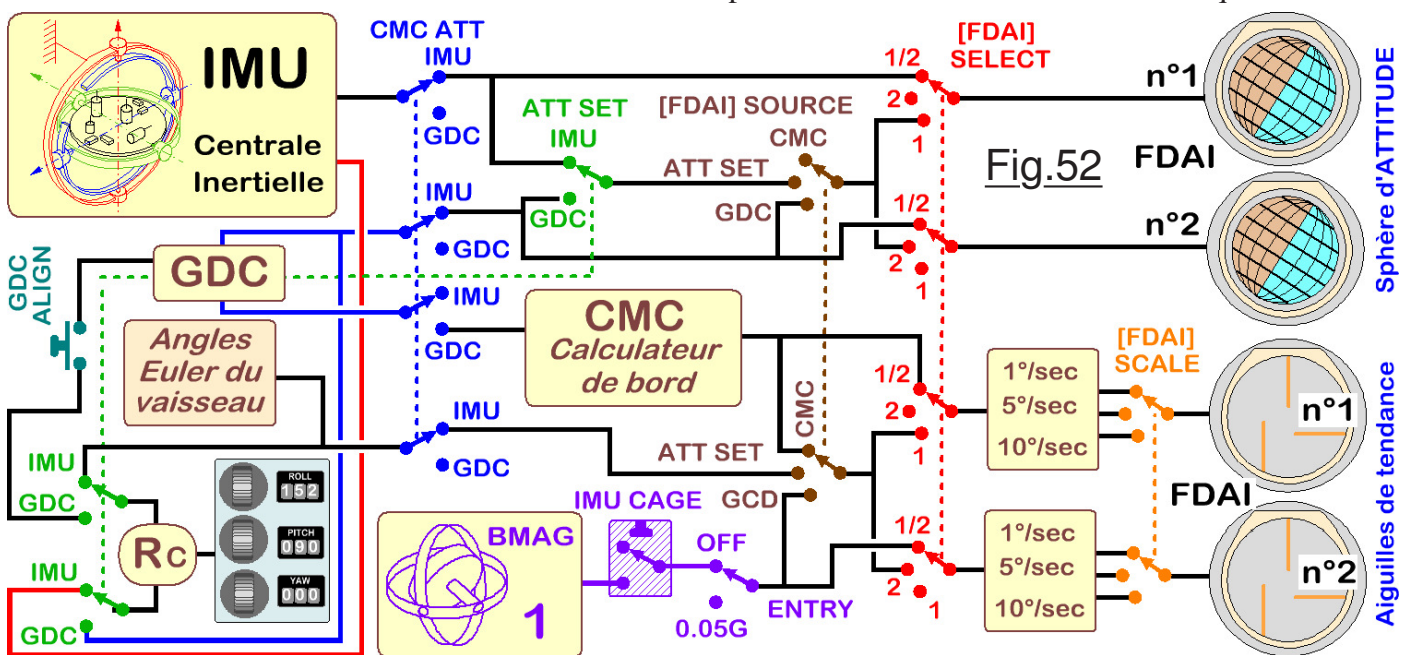 IMU
Centrale
Inertielle
CMC ATT
IMU
GDC
ATT SET
IMU
GDC
[FDAI] SOURCE
CMC
ATT SET
GDC
[FDAI]
SELECT
1/2
2
1
n°1
Fig.52
FDAI
1/2
2
1
n°2
Sphère d'ATTITUDE
IMU
GDC
GDC
GDC
ALIGN
IMU
GDC
Angles
Euler du
vaisseau
CMC
Calculateur
de bord
IMU
GDC
IMU
GDC
ROLL
152
PITCH
090
YAW
000
Rc
IMU
GDC
CMC
ATT SET
GCD
BMAG
1
IMU CAGE
OFF
0.05G
ENTRY
1/2
2
1
1/2
2
1
1°/sec
5°/sec
10°/sec
[FDAI]
SCALE
1°/sec
5°/sec
10°/sec
n°1
FDAI
n°2
Aiguilles de tendance